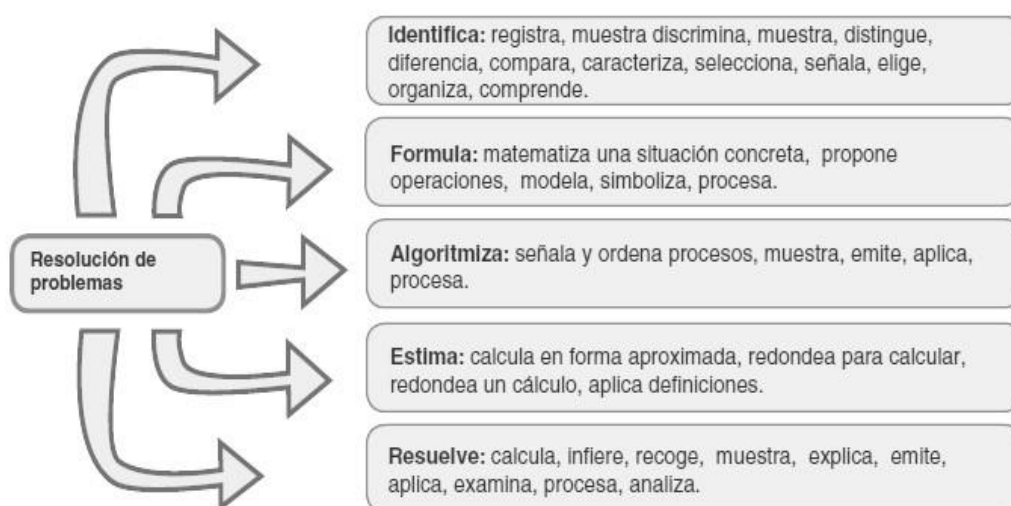 Identifica: registra, muestra discrimina, muestra, distingue,
diferencia, compara, caracteriza, selecciona, señala, elige,
organiza, comprende.
Formula: matematiza una situación concreta, propone
operaciones, modela, simboliza, procesa.
Resolución de
problemas
Algoritmiza: señala y ordena procesos, muestra, emite, aplica,
procesa.
Estima: calcula en forma aproximada, redondea para calcular,
redondea un cálculo, aplica definiciones.
Resuelve: calcula, infiere, recoge, muestra, explica, emite,
aplica, examina, procesa, analiza.